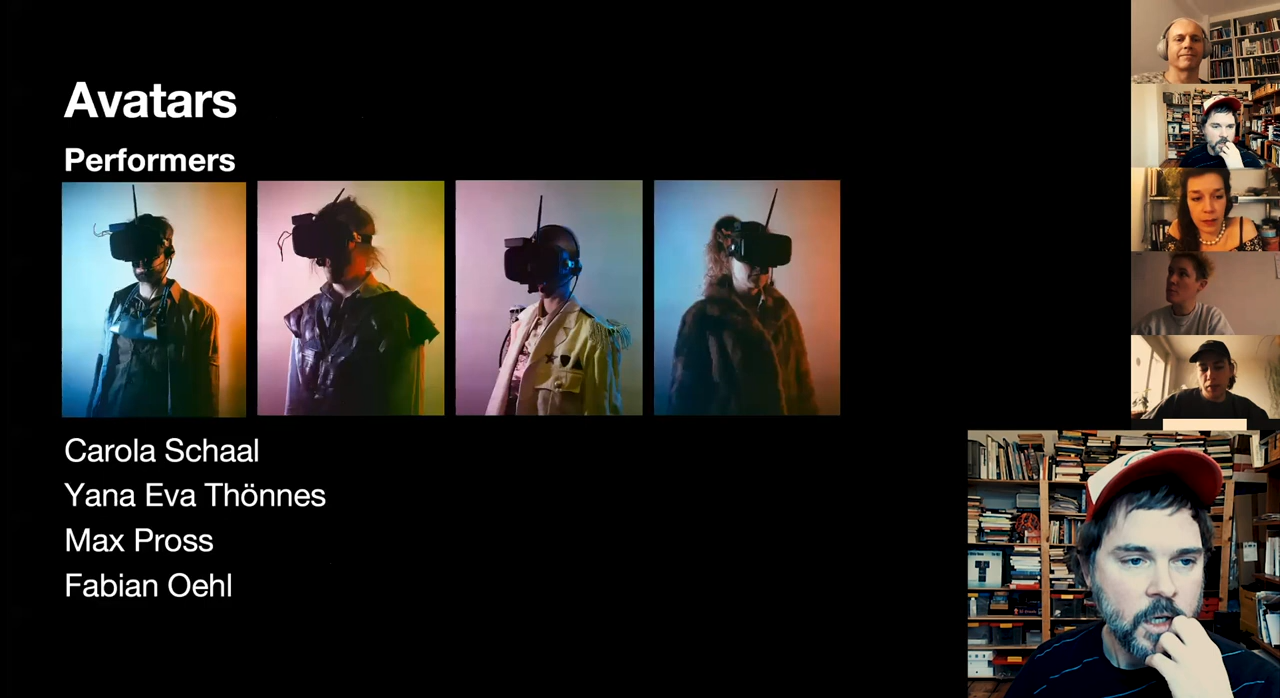 Avatars
Performers
Carola Schaal
Yana Eva Thönnes
Max Pross
Fabian Oehl